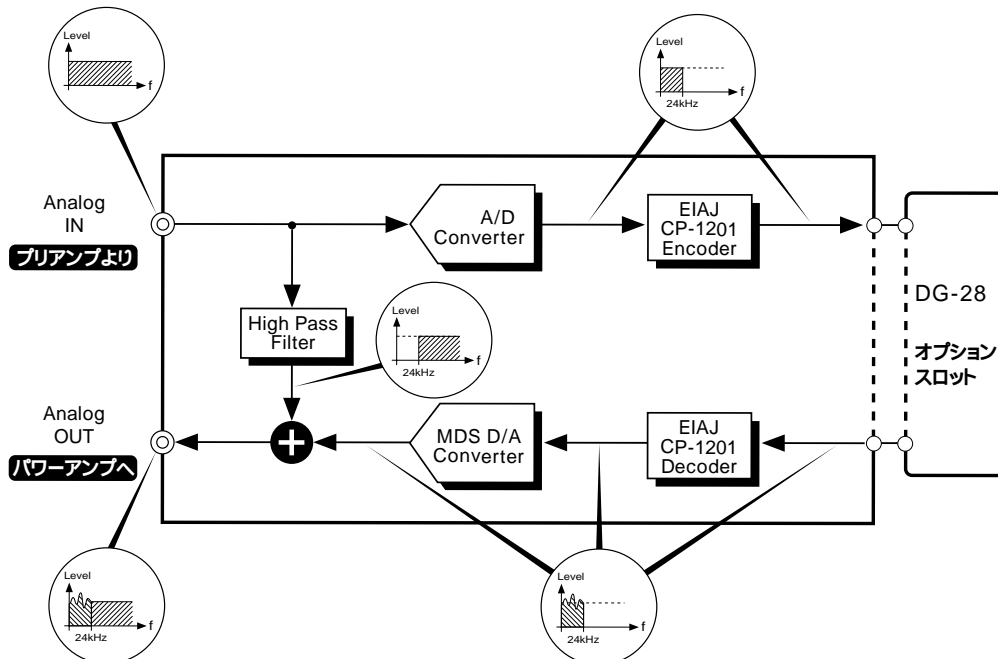 Level
f
Level
f
24kHz
Analog
IN
プリアンプより
A/D
Converter
EIAJ
CP-1201
Encoder
DG-28
オプション
スロット
High Pass
Filter
Level
f
24kHz
Analog
OUT
パワーアンプへ
MDS D/A
Converter
EIAJ
CP-1201
Decoder
Level
f
24kHz
Level
f
24kHz